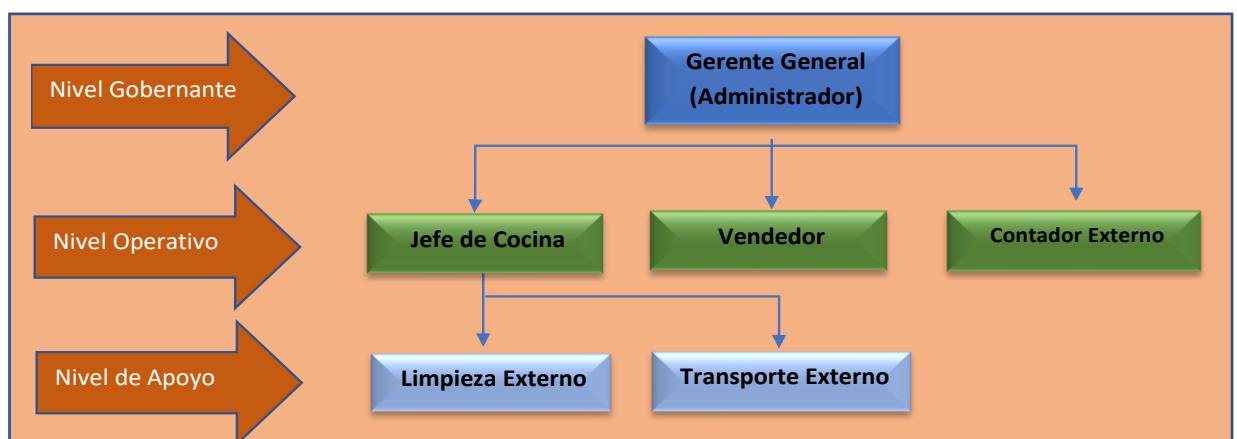 Nivel Gobernante
Gerente General
(Administrador)
Nivel Operativo
Jefe de Cocina
Vendedor
Contador Externo
Nivel de Apoyo
Limpieza Externo
Transporte Externo